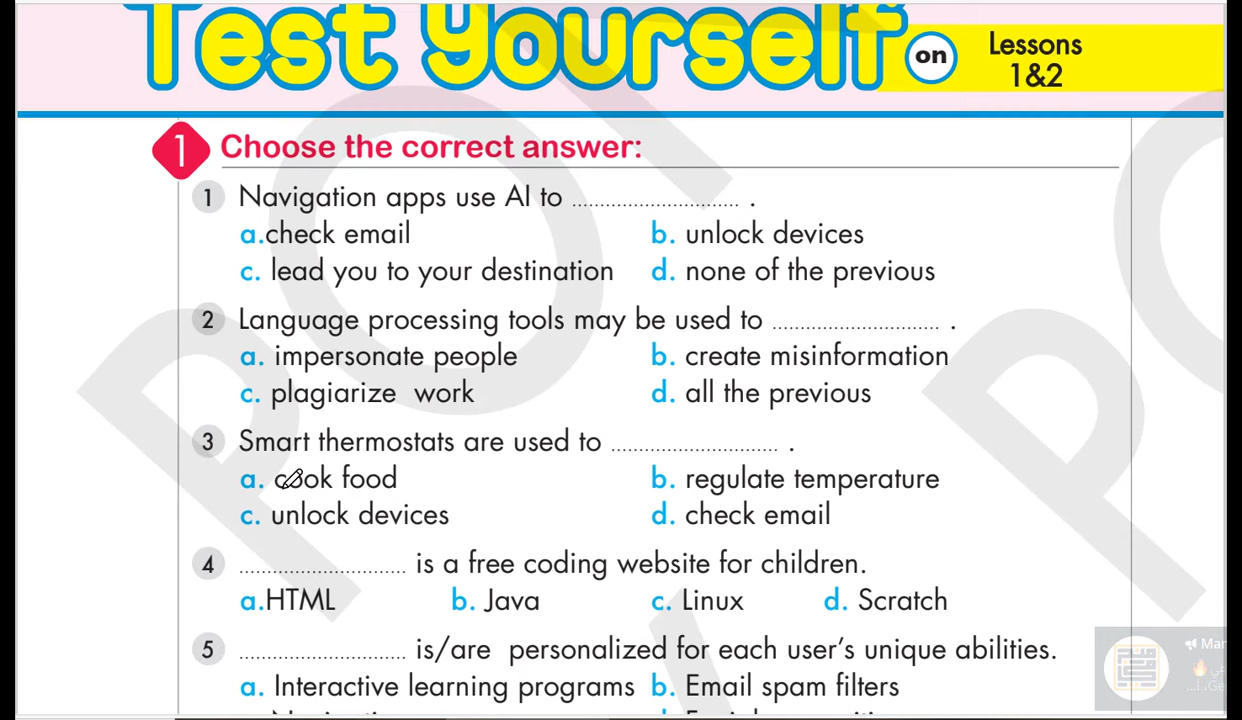 Test Yourself on Lessons
1&2
1 Choose the correct answer:
1 Navigation apps use AI to .............................. .
a.check email b. unlock devices
c. lead you to your destination d. none of the previous
2 Language processing tools may be used to .............................. .
a. impersonate people b. create misinformation
c. plagiarize work d. all the previous
3 Smart thermostats are used to .............................. .
a. cook food b. regulate temperature
c. unlock devices d. check email
4 .............................. is a free coding website for children.
a.HTML b. Java c. Linux d. Scratch
5 .............................. is/are personalized for each user's unique abilities.
a. Interactive learning programs b. Email spam filters